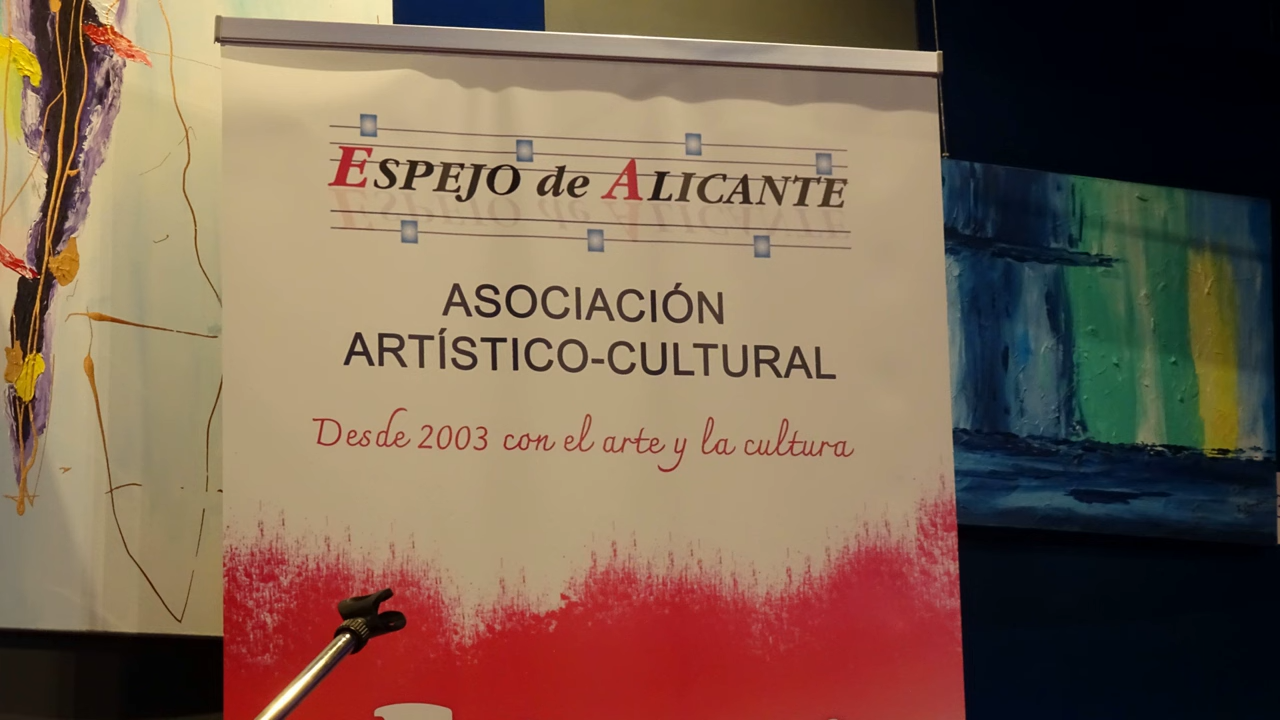 ESPEJO de ALICANTE
ASOCIACIÓN
ARTÍSTICO-CULTURAL
Desde 2003 con el arte y la cultura